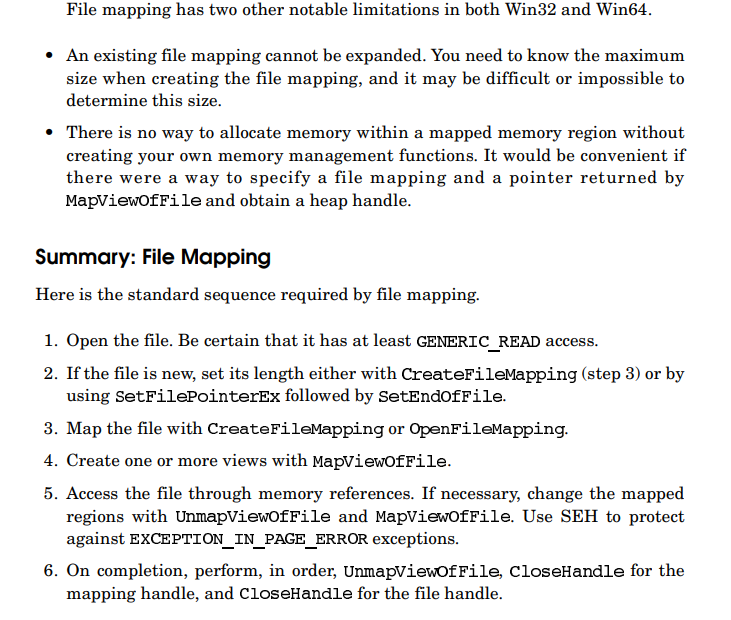 File mapping has two other notable limitations in both Win32 and Win64.
• An existing file mapping cannot be expanded. You need to know the maximum
size when creating the file mapping, and it may be difficult or impossible to
determine this size.
• There is no way to allocate memory within a mapped memory region without
creating your own memory management functions. It would be convenient if
there were a way to specify a file mapping and a pointer returned by
MapViewOfFile and obtain a heap handle.
Summary: File Mapping
Here is the standard sequence required by file mapping.
1. Open the file. Be certain that it has at least GENERIC_READ access.
2. If the file is new, set its length either with CreateFileMapping (step 3) or by
using SetFilePointerEx followed by SetEndOfFile.
3. Map the file with CreateFileMapping or OpenFileMapping.
4. Create one or more views with MapViewOfFile.
5. Access the file through memory references. If necessary, change the mapped
regions with UnmapViewOfFile and MapViewOfFile. Use SEH to protect
against EXCEPTION_IN_PAGE_ERROR exceptions.
6. On completion, perform, in order, UnmapViewOfFile, CloseHandle for the
mapping handle, and CloseHandle for the file handle.